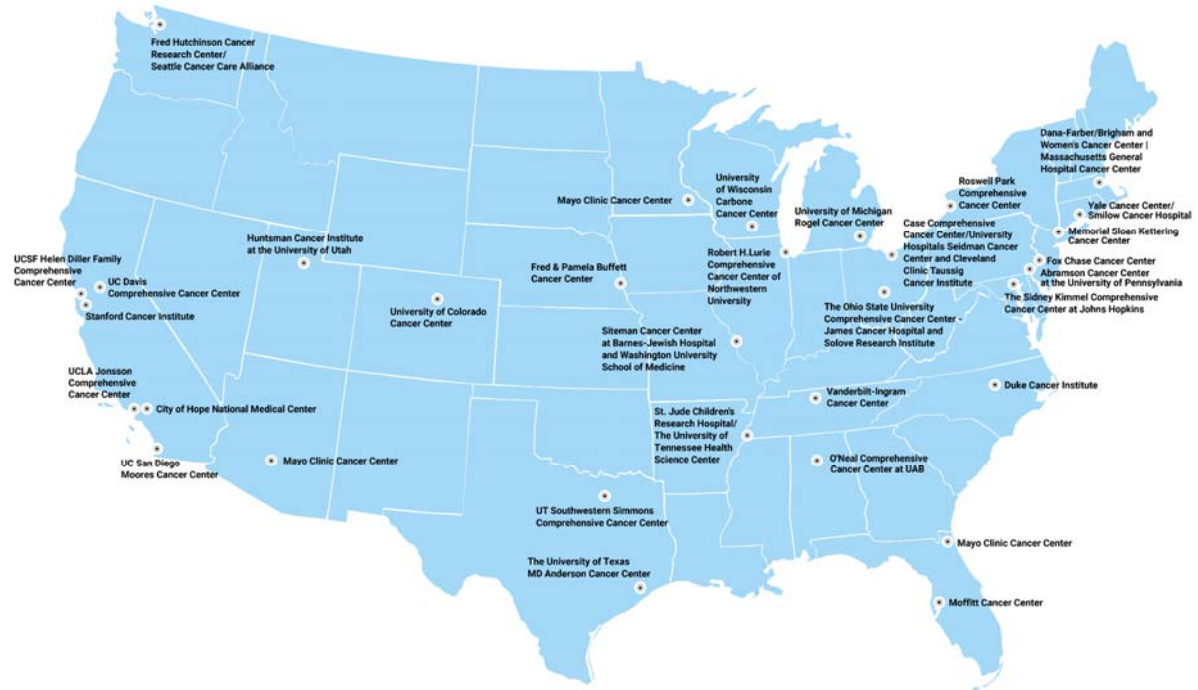 Fred Hutchinson Cancer
Research Center/
Seattle Cancer Care Alliance
Dana-Farber/Brigham and
Women's Cancer Center |
Massachusetts General
Hospital Cancer Center
University
of Wisconsin
Carbone
Cancer Center
Roswell Park
Comprehensive
Cancer Center
Mayo Clinic Cancer Center
University of Michigan
Rogel Cancer Center
Yale Cancer Center/
Smilow Cancer Hospital
Case Comprehensive
Cancer Center/University
Hospitals Seidman Cancer
Center and Cleveland
Clinic Taussig
Cancer Institute
Memorial Sloan Kettering
Cancer Center
Huntsman Cancer Institute
at the University of Utah
Robert H.Lurie
Comprehensive
Cancer Center of
Northwestern
University
UCSF Helen Diller Family
Comprehensive
Cancer Center
Fred & Pamela Buffett
Cancer Center
Fox Chase Cancer Center
Abramson Cancer Center
at the University of Pennsylvania
UC Davis
Comprehensive Cancer Center
The Sidney Kimmel Comprehensive
Cancer Center at Johns Hopkins
Stanford Cancer Institute
University of Colorado
Cancer Center
The Ohio State University
Comprehensive Cancer Center -
James Cancer Hospital and
Solove Research Institute
Siteman Cancer Center
at Barnes-Jewish Hospital
and Washington University
School of Medicine
UCLA Jonsson
Comprehensive
Cancer Center
Duke Cancer Institute
Vanderbilt-Ingram
Cancer Center
City of Hope National Medical Center
St. Jude Children's
Research Hospital/
The University of
Tennessee Health
Science Center
UC San Diego
Moores Cancer Center
Mayo Clinic Cancer Center
O'Neal Comprehensive
Cancer Center at UAB
UT Southwestern Simmons
Comprehensive Cancer Center
Mayo Clinic Cancer Center
The University of Texas
MD Anderson Cancer Center
Moffitt Cancer Center